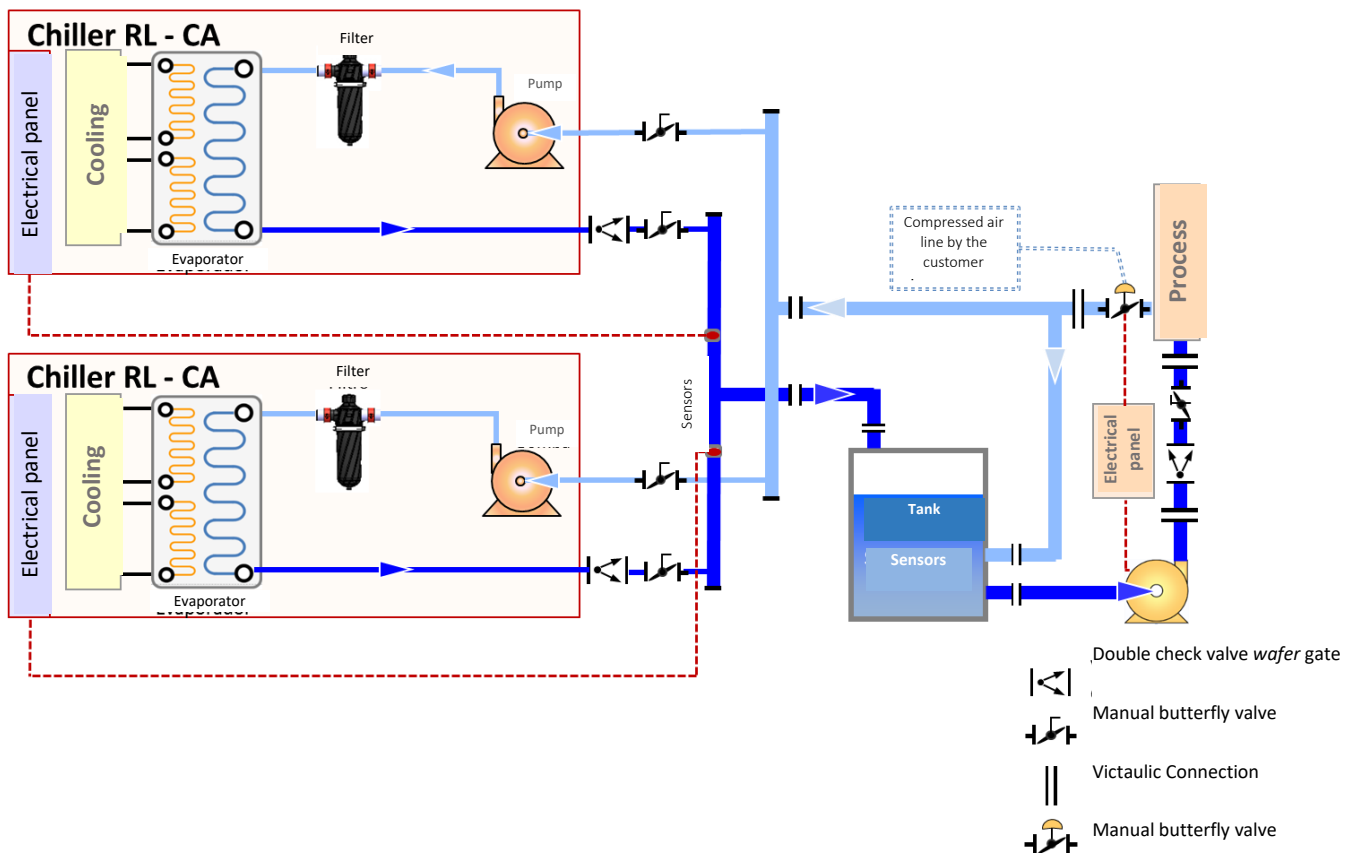 Chiller RL - CA
Filter
Pump
Electrical panel
Cooling
Evaporator
Compressed air
line by the
customer
Process
Chiller RL - CA
Filter
Pump
Electrical panel
Cooling
Evaporator
Sensors
Electrical
panel
Tank
Sensors
Double check valve wafer gate
Manual butterfly valve
Victaulic Connection
Manual butterfly valve